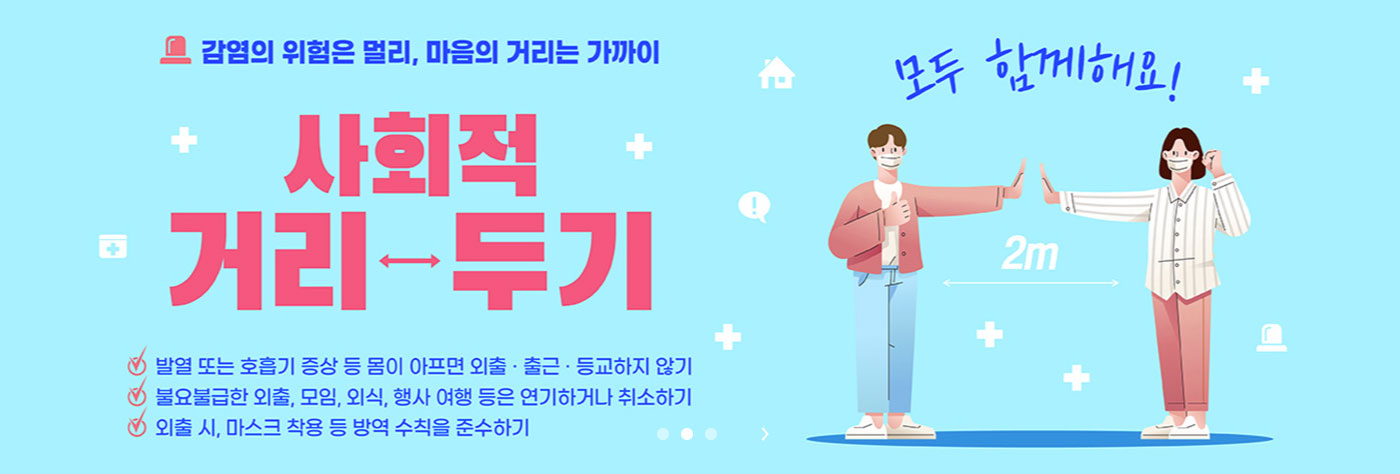 감염의 위험은 멀리, 마음의 거리는 가까이
사회적
거리↔두기
발열 또는 호흡기 증상 등 몸이 아프면 외출 · 출근 · 등교하지 않기
불요불급한 외출, 모임, 외식, 행사 여행 등은 연기하거나 취소하기
외출 시, 마스크 착용 등 방역 수칙을 준수하기
모두 함께해요!
2m